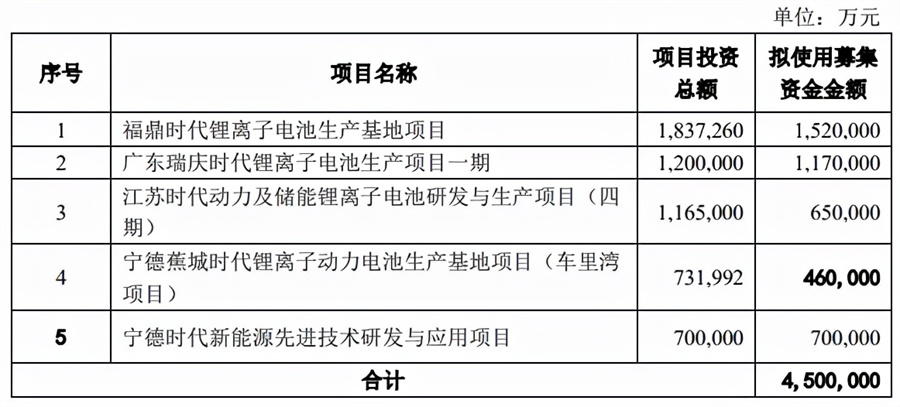 单位：万元
序号 项目名称 项目投资总额 拟使用募集资金金额
1 福鼎时代锂离子电池生产基地项目 1,837,260 1,520,000
2 广东瑞庆时代锂离子电池生产项目一期 1,200,000 1,170,000
3 江苏时代动力及储能锂离子电池研发与生产项目（四期） 1,165,000 650,000
4 宁德蕉城时代锂离子动力电池生产基地项目（车里湾项目） 731,992 460,000
5 宁德时代新能源先进技术研发与应用项目 700,000 700,000
合计 4,500,000